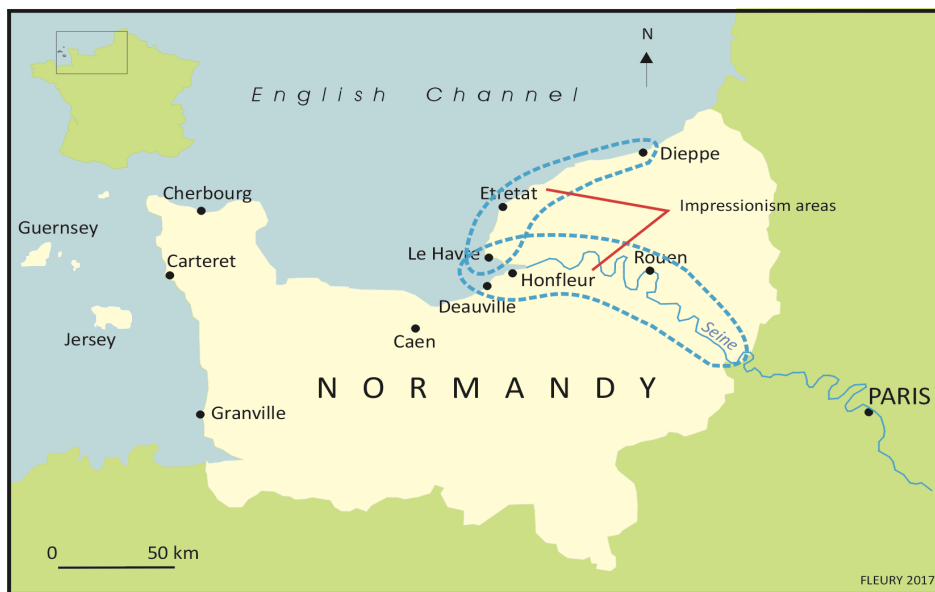 N
English Channel
Dieppe
Cherbourg
Etretat
Impressionism areas
Guernsey
Le Havre
Rouen
Carteret
Honfleur
Deauville
Jersey
Seine
Caen
NORMANDY
PARIS
Granville
0 50 km
FLEURY 2017